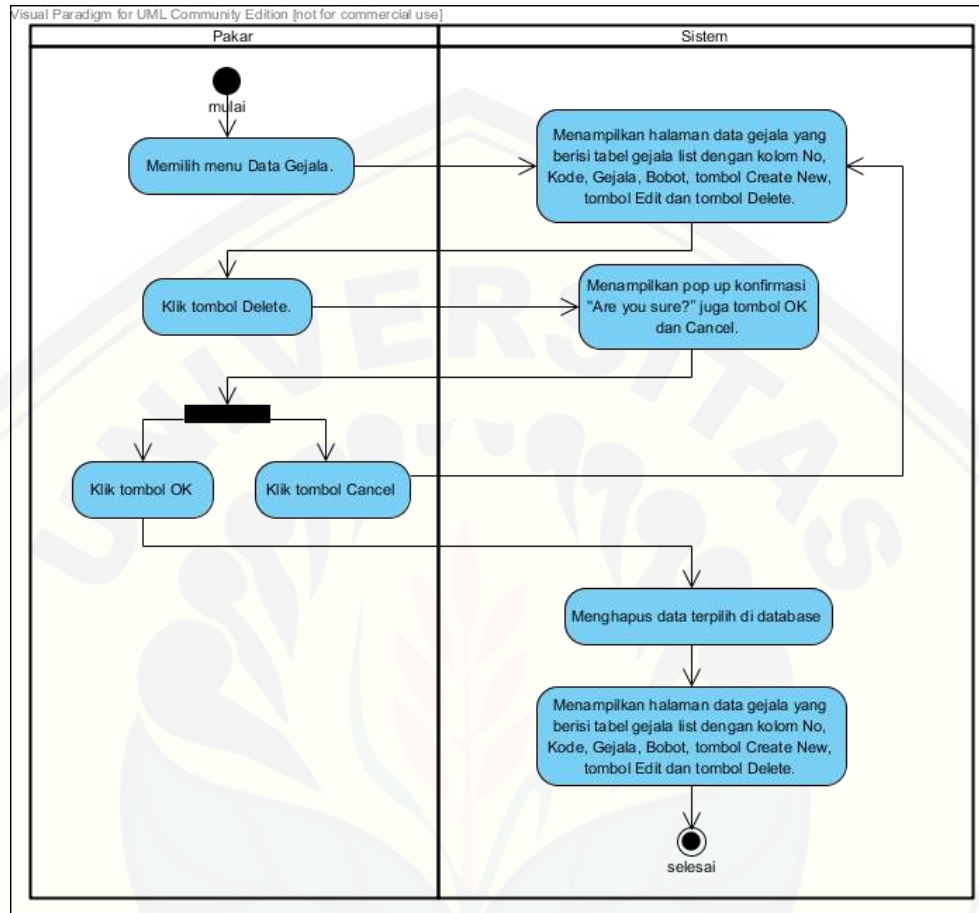 Visual Paradigm for UML Community Edition [not for commercial use]
Pakar
Sistem
mulai
Memilih menu Data Gejala.
Menampilkan halaman data gejala yang
berisi tabel gejala list dengan kolom No,
Kode, Gejala, Bobot, tombol Create New,
tombol Edit dan tombol Delete.
Klik tombol Delete.
Menampilkan pop up konfirmasi
"Are you sure?" juga tombol OK
dan Cancel.
Klik tombol OK
Klik tombol Cancel
Menghapus data terpilih di database
Menampilkan halaman data gejala yang
berisi tabel gejala list dengan kolom No,
Kode, Gejala, Bobot, tombol Create New,
tombol Edit dan tombol Delete.
selesai
UNIVERSITAS